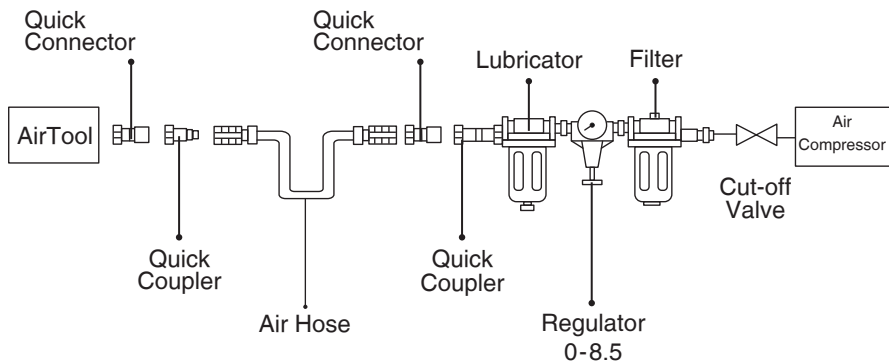 Quick
Connector
Quick
Connector
Lubricator
Filter
AirTool
Air
Compressor
Cut-off
Valve
Quick
Coupler
Quick
Coupler
Air Hose
Regulator
0-8.5